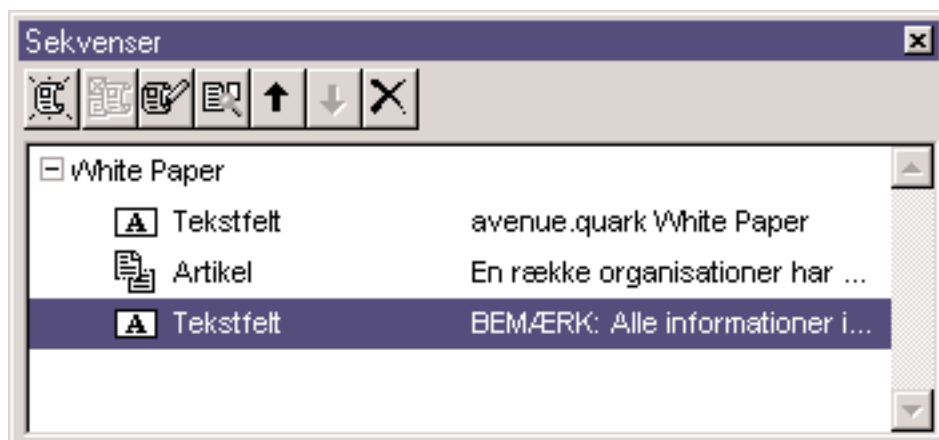 Sekvenser
White Paper
Tekstfelt avenue.quark White Paper
Artikel En række organisationer har ...
Tekstfelt BEMÆRK: Alle informationer i...